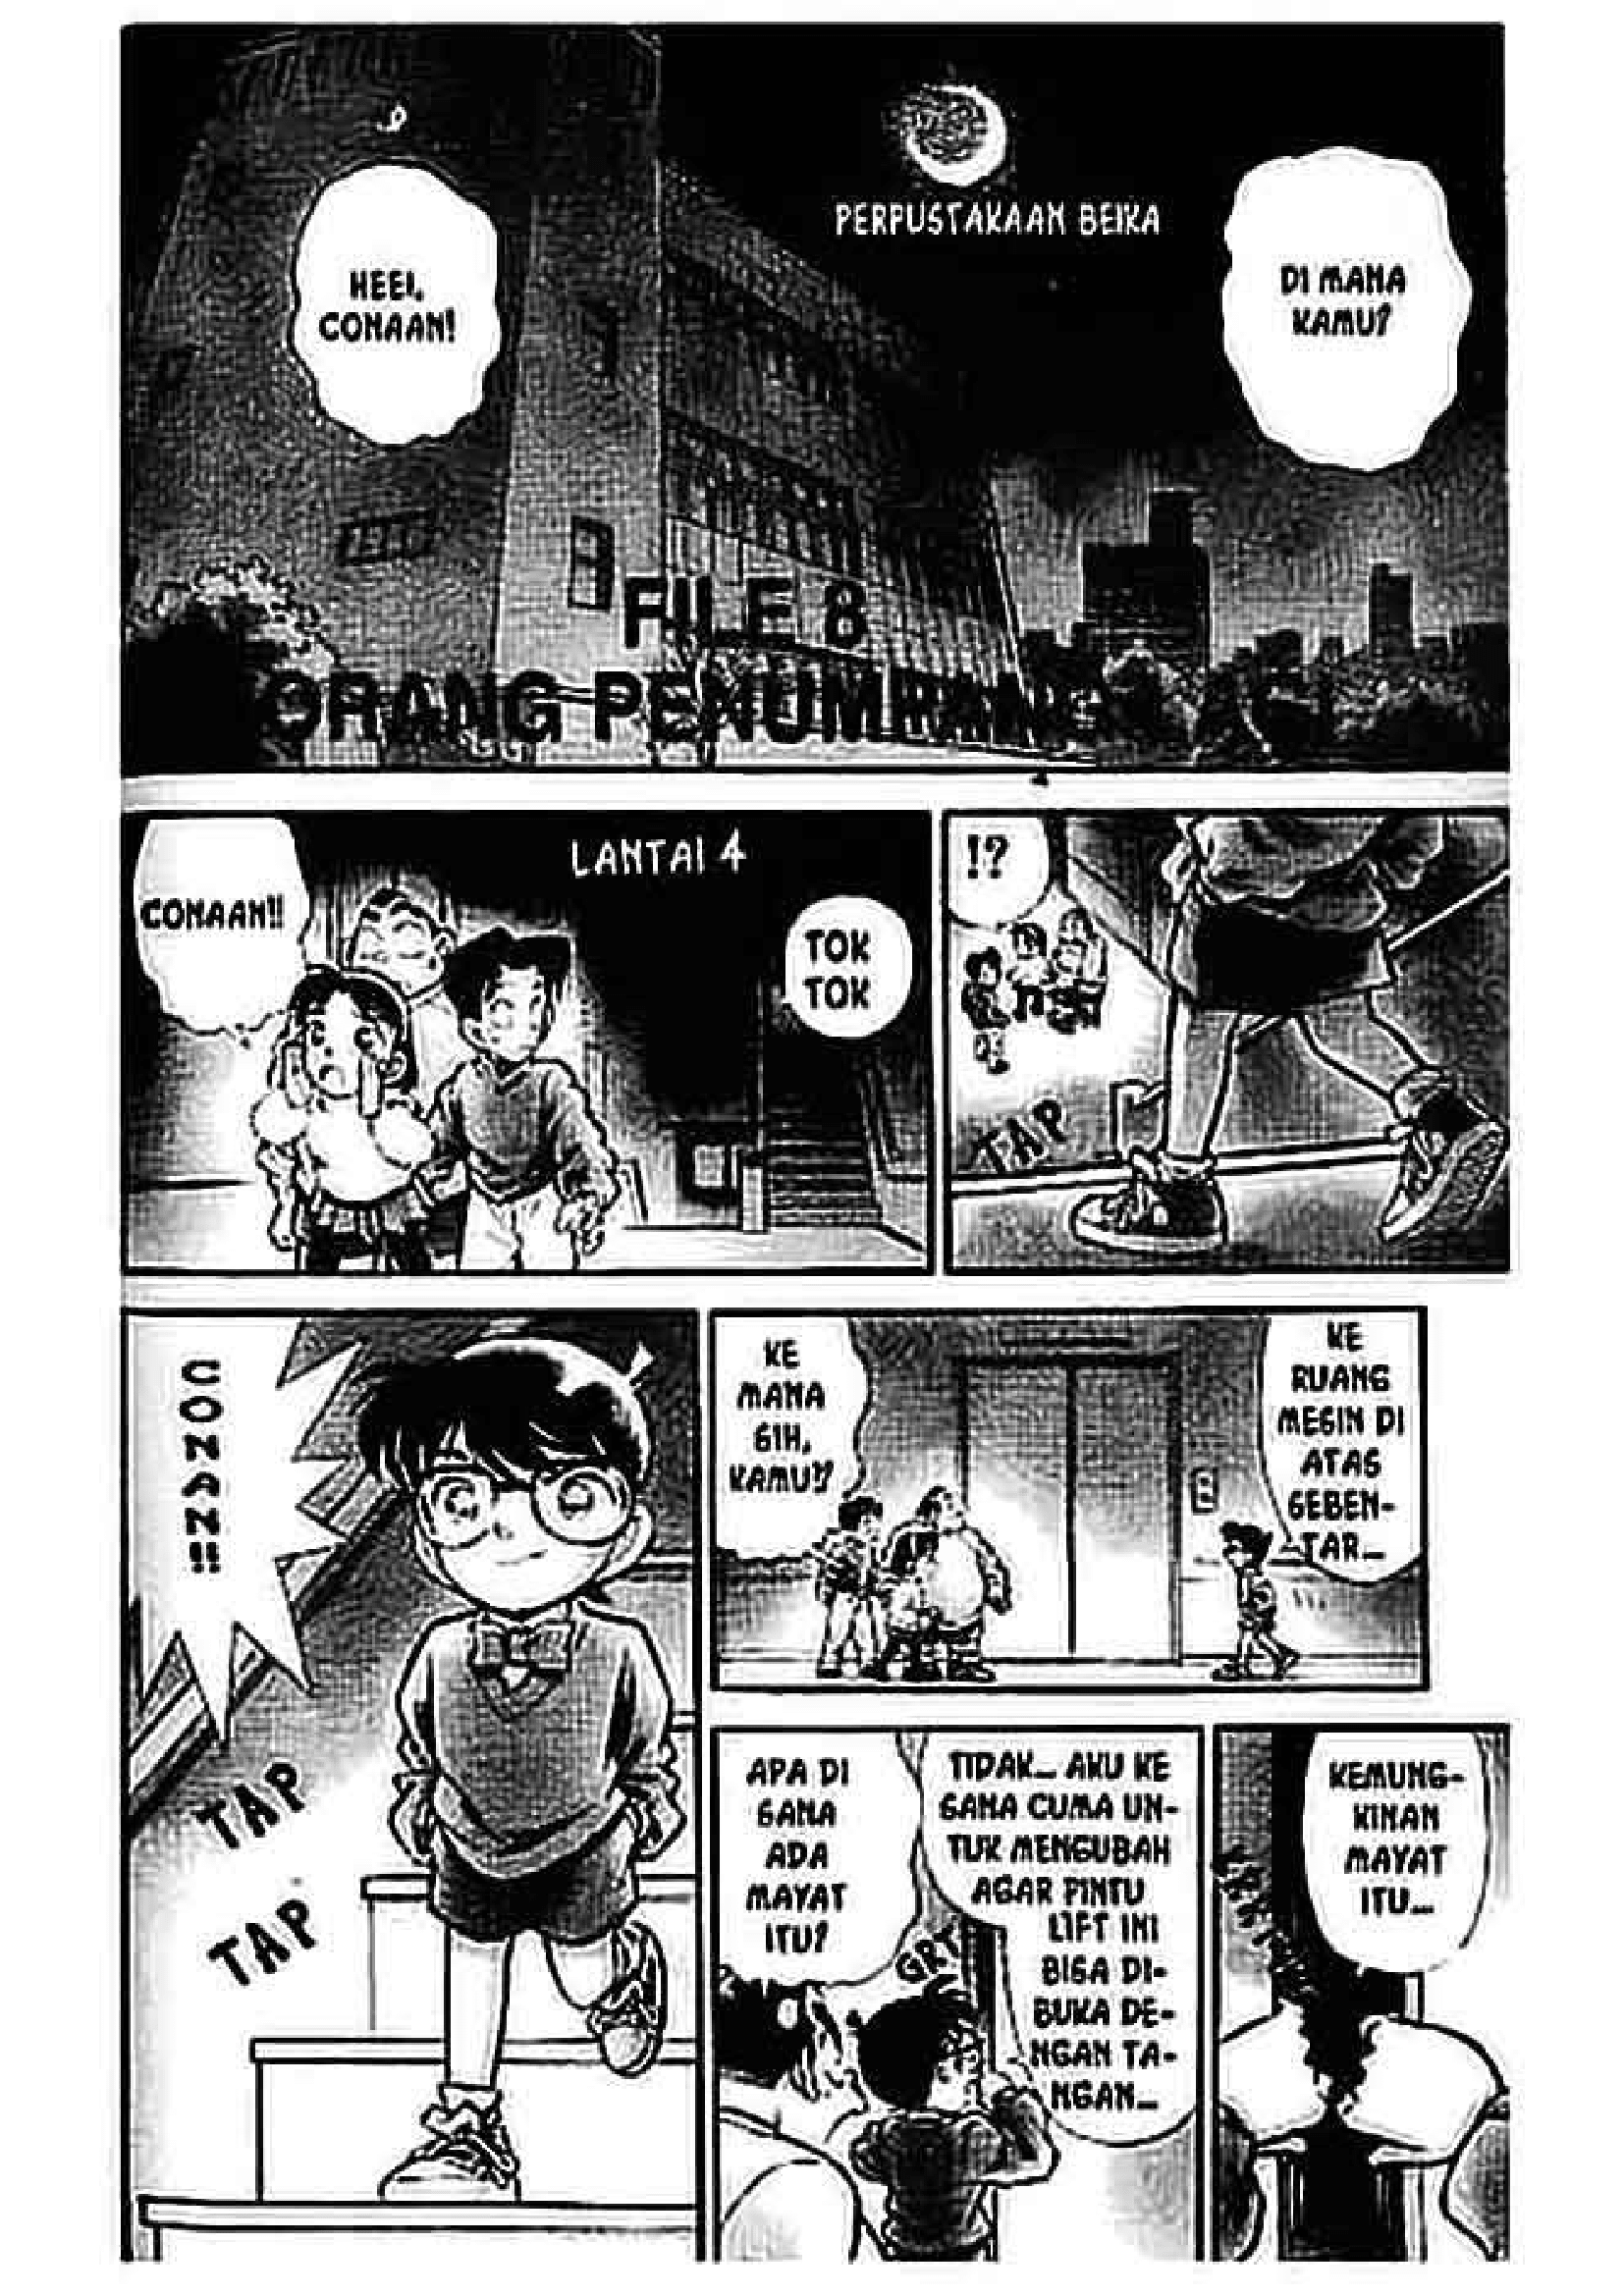 HEEI,
CONAAN!
PERPUSTAKAAN BEIKA
DI MANA
KAMU?
FILE 8
ORANG PENUMPANG
CONAAN!!
LANTAI 4
TOK
TOK
!?
TAP
CONAN!!
TAP
TAP
KE
MANA
SIH,
KAMU!?
KE
RUANG
MESIN DI
ATAS
SEBEN-
TAR...
APA DI
SANA
ADA
MAYAT
ITU?
TIDAK... AKU KE
SANA CUMA UN-
TUK MENGUBAH
AGAR PINTU
LIFT INI
BISA DI-
BUKA DE-
NGAN TA-
NGAN...
GRT
KEMUNG-
KINAN
MAYAT
ITU...